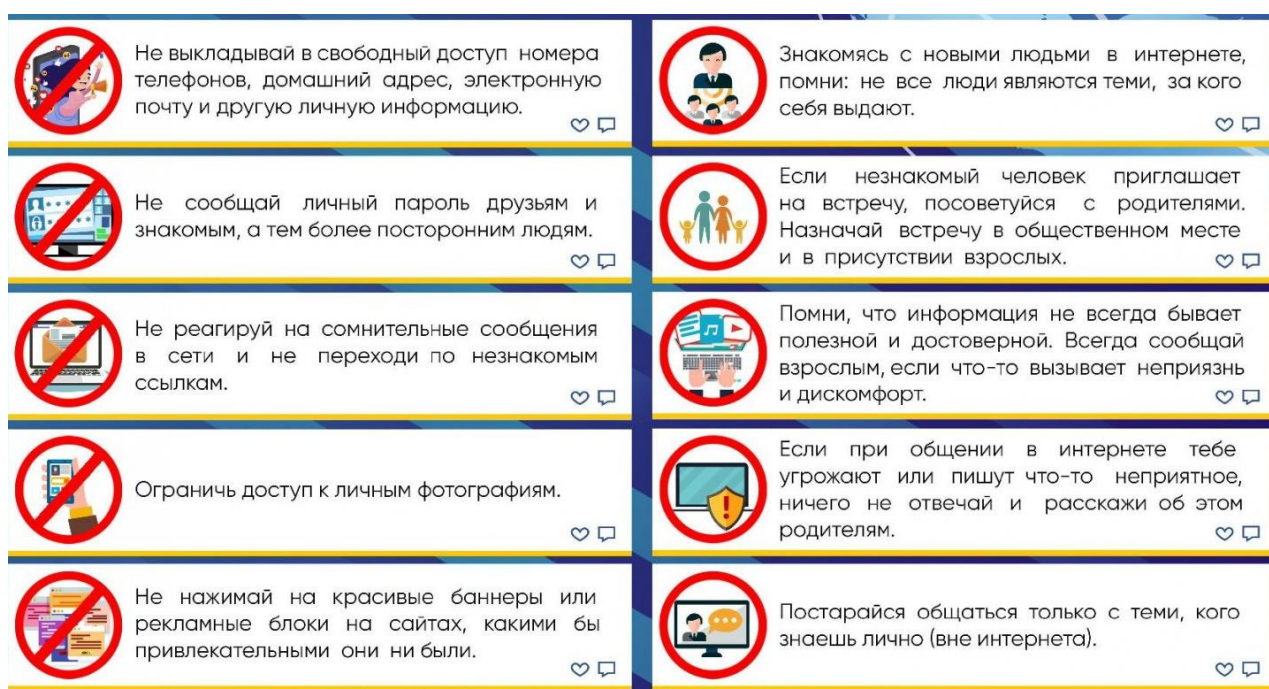 Не выкладывай в свободный доступ номера
телефонов, домашний адрес, электронную
почту и другую личную информацию.
Не сообщай личный пароль друзьям и
знакомым, а тем более посторонним людям.
Не реагируй на сомнительные сообщения
в сети и не переходи по незнакомым
ссылкам.
Ограничь доступ к личным фотографиям.
Не нажимай на красивые баннеры или
рекламные блоки на сайтах, какими бы
привлекательными они ни были.
Знакомясь с новыми людьми в интернете,
помни: не все люди являются теми, за кого
себя выдают.
Если незнакомый человек приглашает
на встречу, посоветуйся с родителями.
Назначай встречу в общественном месте
и в присутствии взрослых.
Помни, что информация не всегда бывает
полезной и достоверной. Всегда сообщай
взрослым, если что-то вызывает неприязнь
и дискомфорт.
Если при общении в интернете тебе
угрожают или пишут что-то неприятное,
ничего не отвечай и расскажи об этом
родителям.
Постарайся общаться только с теми, кого
знаешь лично (вне интернета).